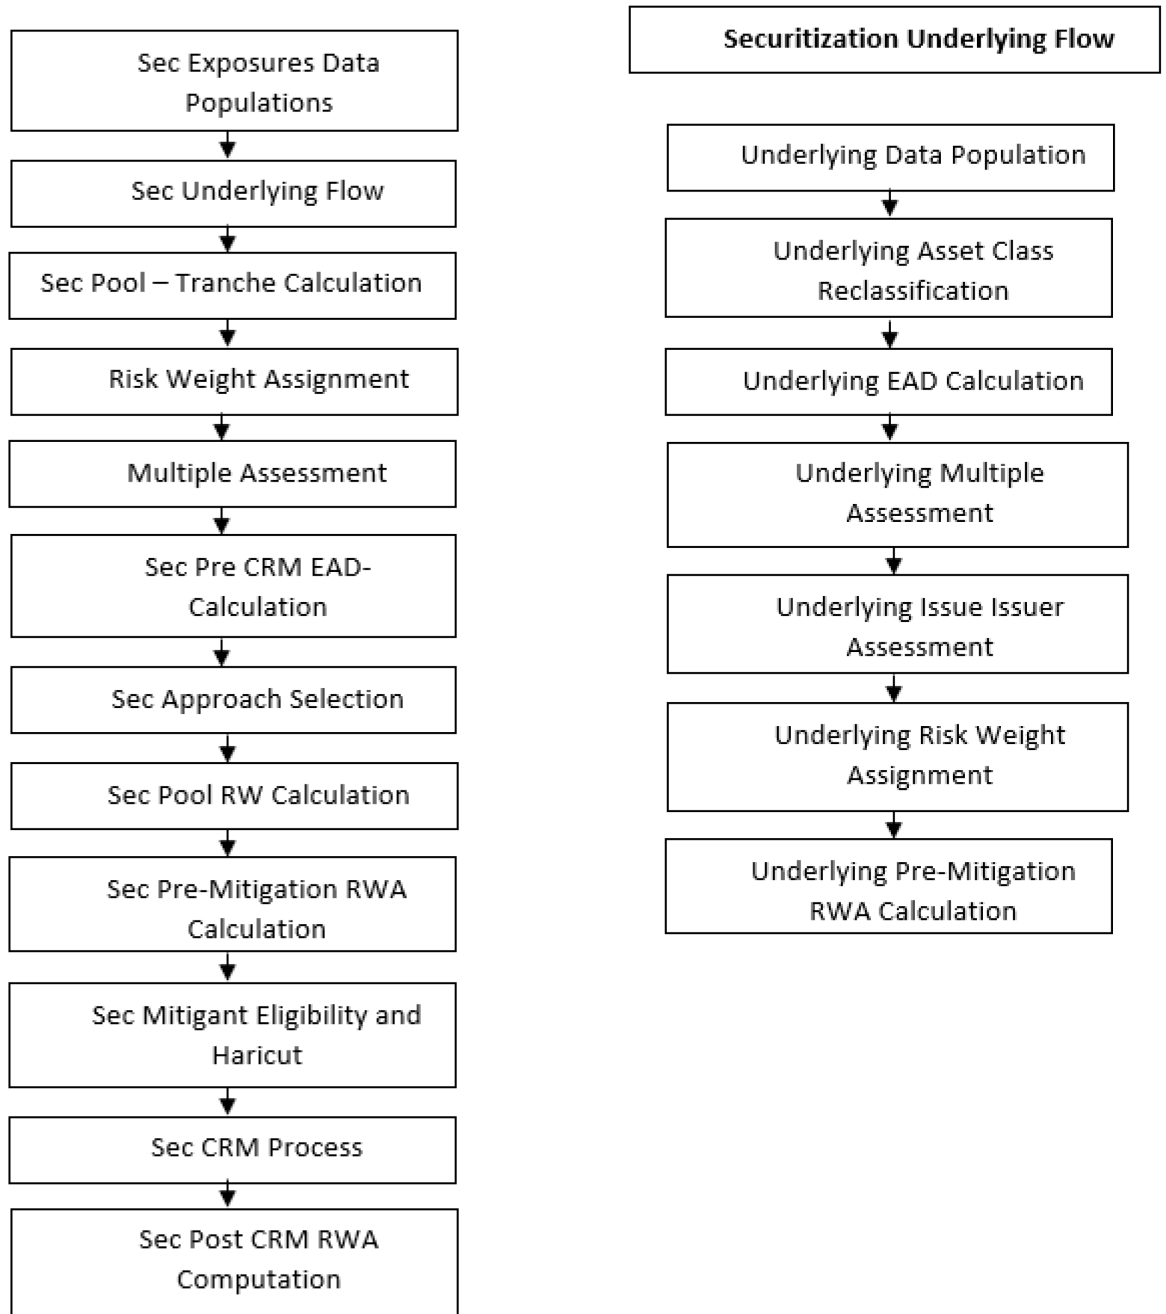 Sec Exposures Data
Populations
Sec Underlying Flow
Sec Pool – Tranche Calculation
Risk Weight Assignment
Multiple Assessment
Sec Pre CRM EAD-
Calculation
Sec Approach Selection
Sec Pool RW Calculation
Sec Pre-Mitigation RWA
Calculation
Sec Mitigant Eligibility and
Haricut
Sec CRM Process
Sec Post CRM RWA
Computation
Securitization Underlying Flow
Underlying Data Population
Underlying Asset Class
Reclassification
Underlying EAD Calculation
Underlying Multiple
Assessment
Underlying Issue Issuer
Assessment
Underlying Risk Weight
Assignment
Underlying Pre-Mitigation
RWA Calculation